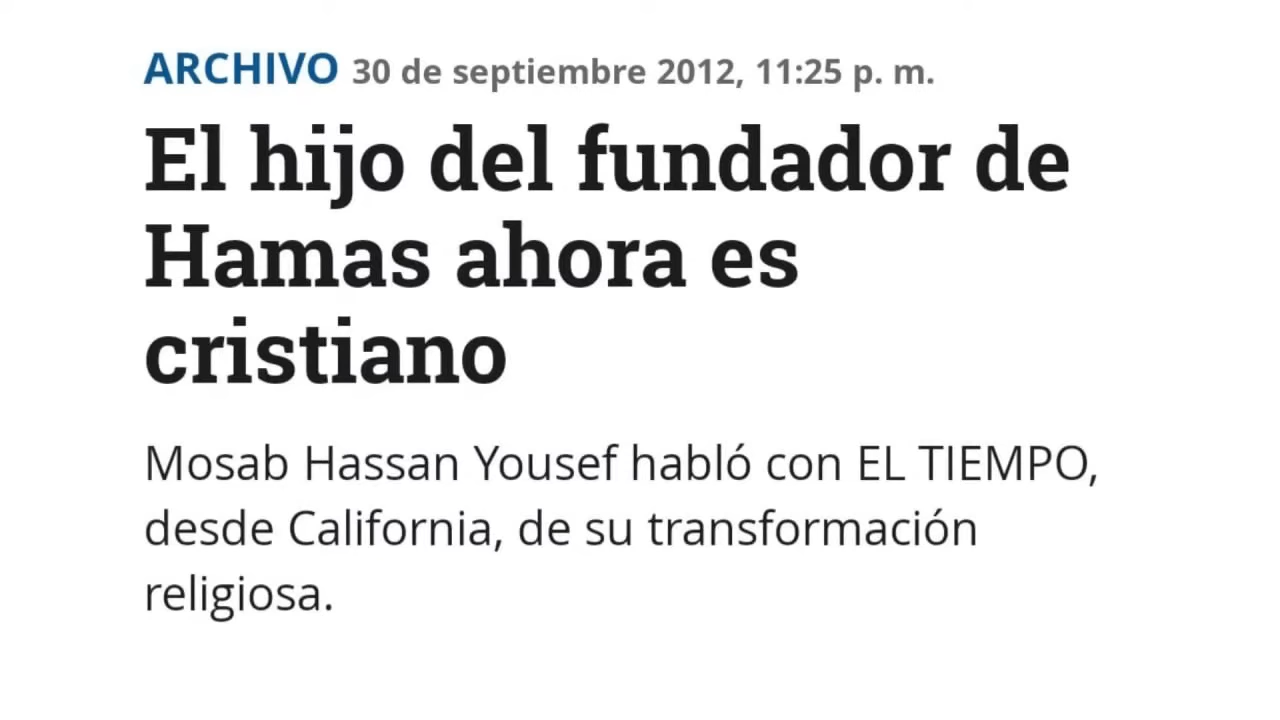 ARCHIVO 30 de septiembre 2012, 11:25 p. m.
El hijo del fundador de
Hamas ahora es
cristiano
Mosab Hassan Yousef habló con EL TIEMPO,
desde California, de su transformación
religiosa.